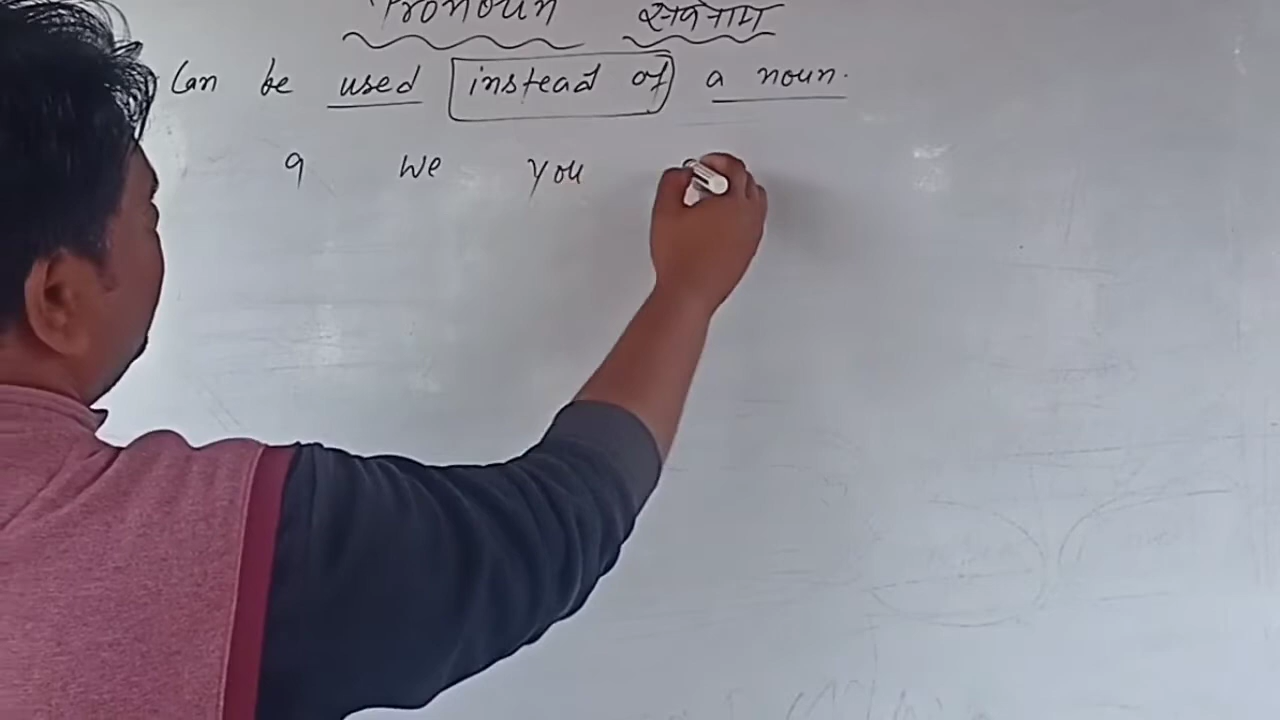 Pronoun सर्वनाम
Can be used instead of a noun.
I we you